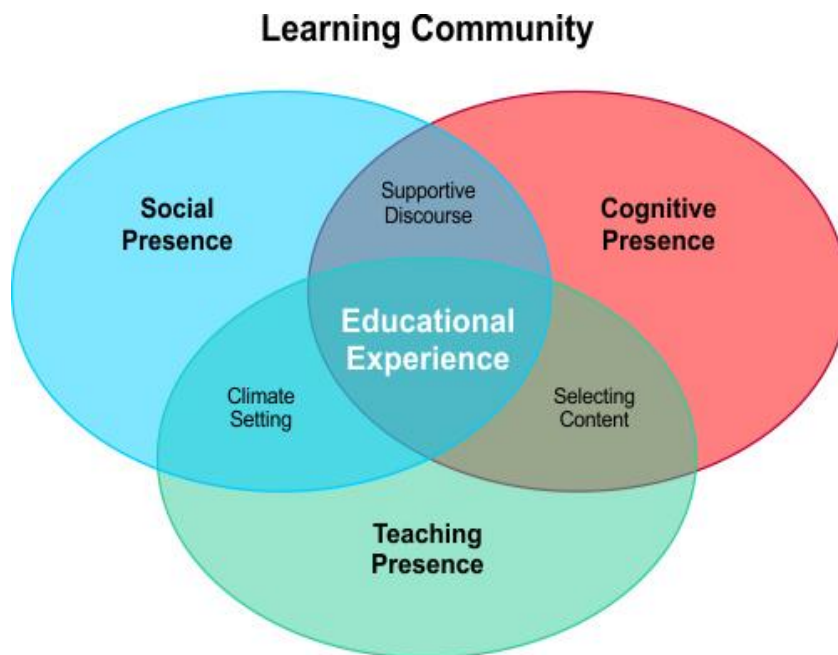 Learning Community
Social
Presence
Supportive
Discourse
Cognitive
Presence
Educational
Experience
Climate
Setting
Selecting
Content
Teaching
Presence